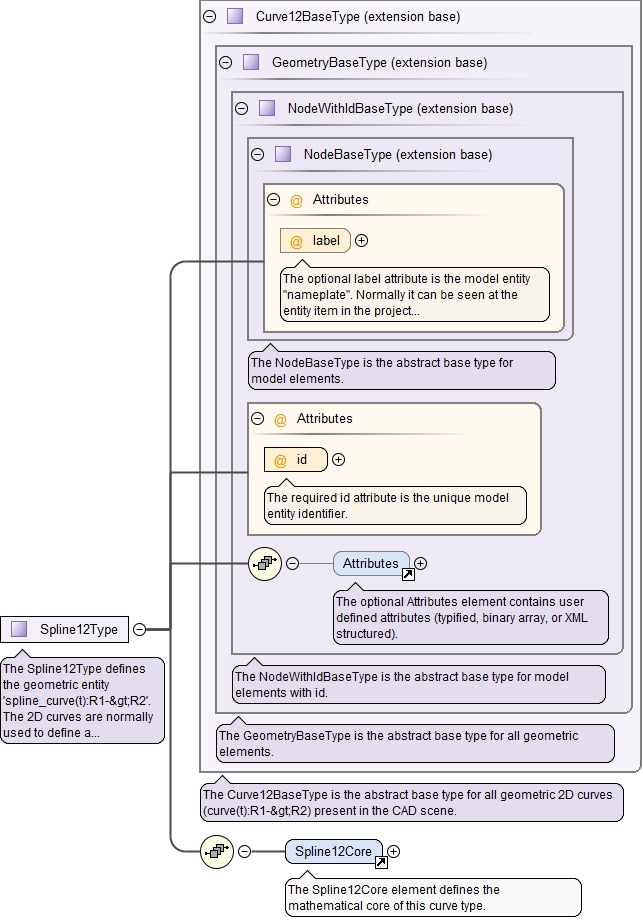 Curve12BaseType (extension base)
GeometryBaseType (extension base)
NodeWithIdBaseType (extension base)
NodeBaseType (extension base)
@ Attributes
@ label
The optional label attribute is the model entity
"nameplate". Normally it can be seen at the
entity item in the project...
The NodeBaseType is the abstract base type for
model elements.
@ Attributes
@ id
The required id attribute is the unique model
entity identifier.
Attributes
The optional Attributes element contains user
defined attributes (typified, binary array, or XML
structured).
The NodeWithIdBaseType is the abstract base type for model
elements with id.
The GeometryBaseType is the abstract base type for all geometric
elements.
The Curve12BaseType is the abstract base type for all geometric 2D curves
(curve(t):R1-&gt;R2) present in the CAD scene.
Spline12Type
The Spline12Type defines
the geometric entity
'spline_curve(t):R1-&gt;R2'.
The 2D curves are normally
used to define a...
Spline12Core
The Spline12Core element defines the
mathematical core of this curve type.